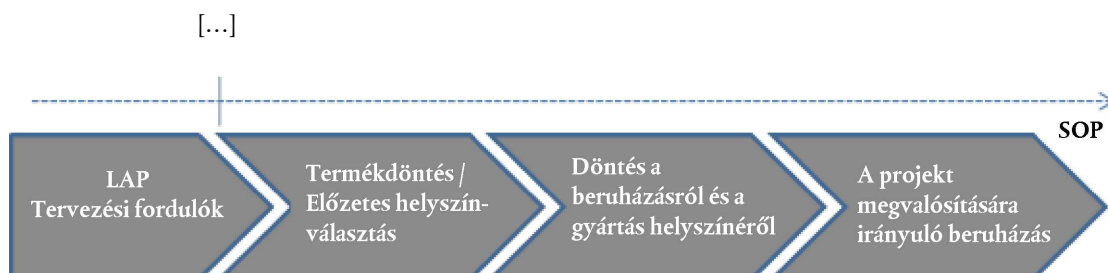 […]
SOP
LAP
Tervezési fordulók
Termékdöntés /
Előzetes helyszín-
választás
Döntés a
beruházásról és a
gyártás helyszínéről
A projekt
megvalósítására
irányuló beruházás